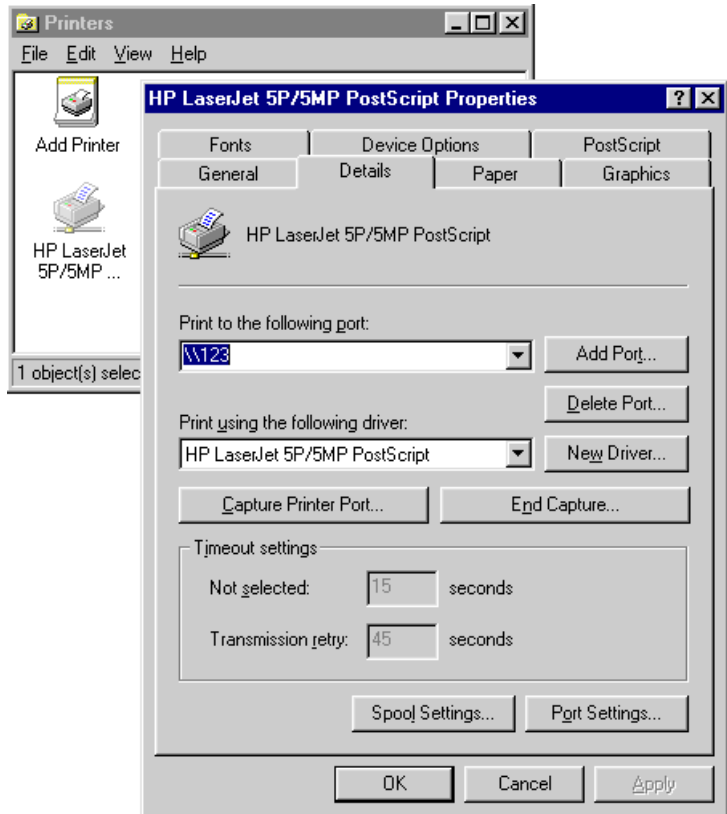 Printers
File Edit View Help
Add Printer
HP LaserJet
5P/5MP ...
1 object(s) selec
HP LaserJet 5P/5MP PostScript Properties
Fonts Device Options PostScript
General Details Paper Graphics
HP LaserJet 5P/5MP PostScript
Print to the following port:
\\123
Add Port...
Delete Port...
Print using the following driver:
HP LaserJet 5P/5MP PostScript
New Driver...
Capture Printer Port... End Capture...
Timeout settings
Not selected: 15 seconds
Transmission retry: 45 seconds
Spool Settings... Port Settings...
OK Cancel Apply